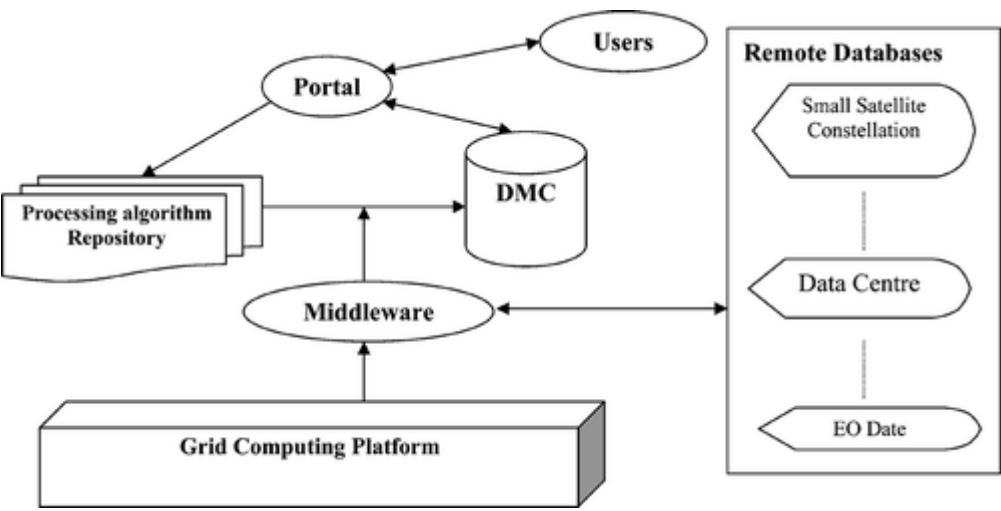 Users
Remote Databases
Portal
Small Satellite
Constellation
DMC
Processing algorithm
Repository
Data Centre
Middleware
EO Date
Grid Computing Platform